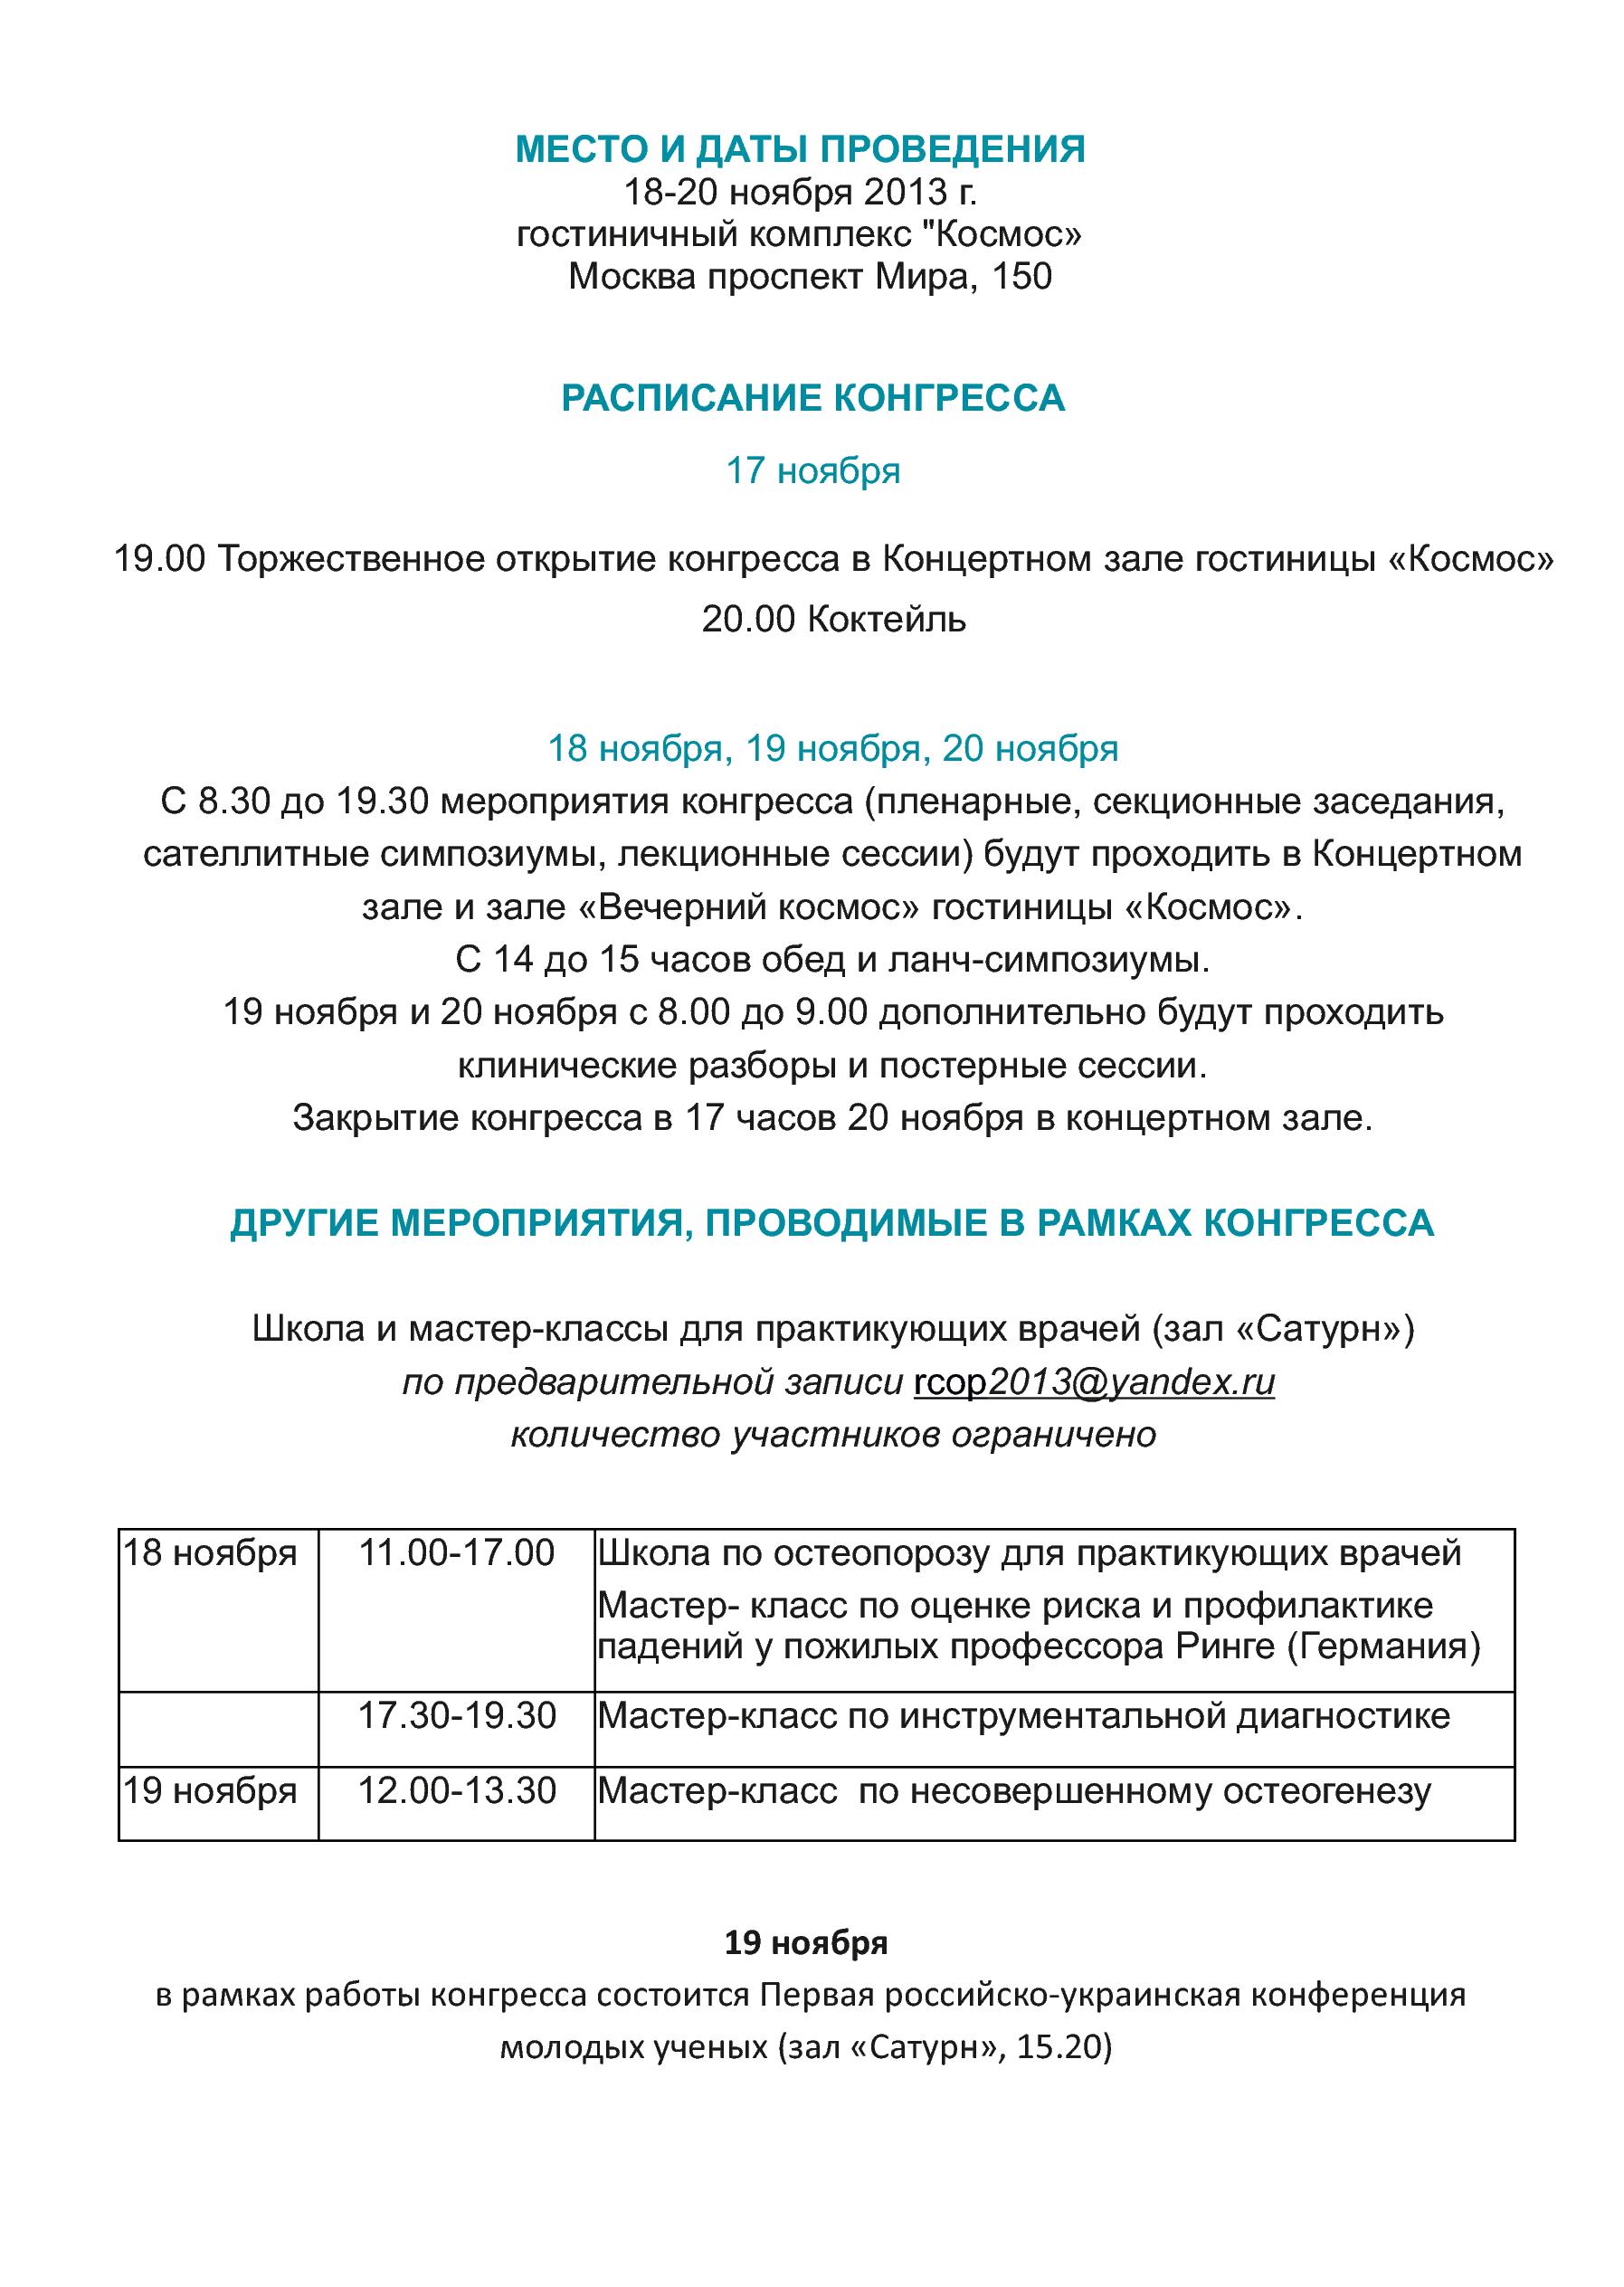 МЕСТО И ДАТЫ ПРОВЕДЕНИЯ
18-20 ноября 2013 г.
гостиничный комплекс "Космос»
Москва проспект Мира, 150
РАСПИСАНИЕ КОНГРЕССА
17 ноября
19.00 Торжественное открытие конгресса в Концертном зале гостиницы «Космос»
20.00 Коктейль
18 ноября, 19 ноября, 20 ноября
С 8.30 до 19.30 мероприятия конгресса (пленарные, секционные заседания,
сателлитные симпозиумы, лекционные сессии) будут проходить в Концертном
зале и зале «Вечерний космос» гостиницы «Космос».
С 14 до 15 часов обед и ланч-симпозиумы.
19 ноября и 20 ноября с 8.00 до 9.00 дополнительно будут проходить
клинические разборы и постерные сессии.
Закрытие конгресса в 17 часов 20 ноября в концертном зале.
ДРУГИЕ МЕРОПРИЯТИЯ, ПРОВОДИМЫЕ В РАМКАХ КОНГРЕССА
Школа и мастер-классы для практикующих врачей (зал «Сатурн»)
по предварительной записи rcop2013@yandex.ru
количество участников ограничено
18 ноября 11.00-17.00 Школа по остеопорозу для практикующих врачей
Мастер- класс по оценке риска и профилактике
падений у пожилых профессора Ринге (Германия)
17.30-19.30 Мастер-класс по инструментальной диагностике
19 ноября 12.00-13.30 Мастер-класс  по несовершенному остеогенезу
19 ноября
в рамках работы конгресса состоится Первая российско-украинская конференция
молодых ученых (зал «Сатурн», 15.20)